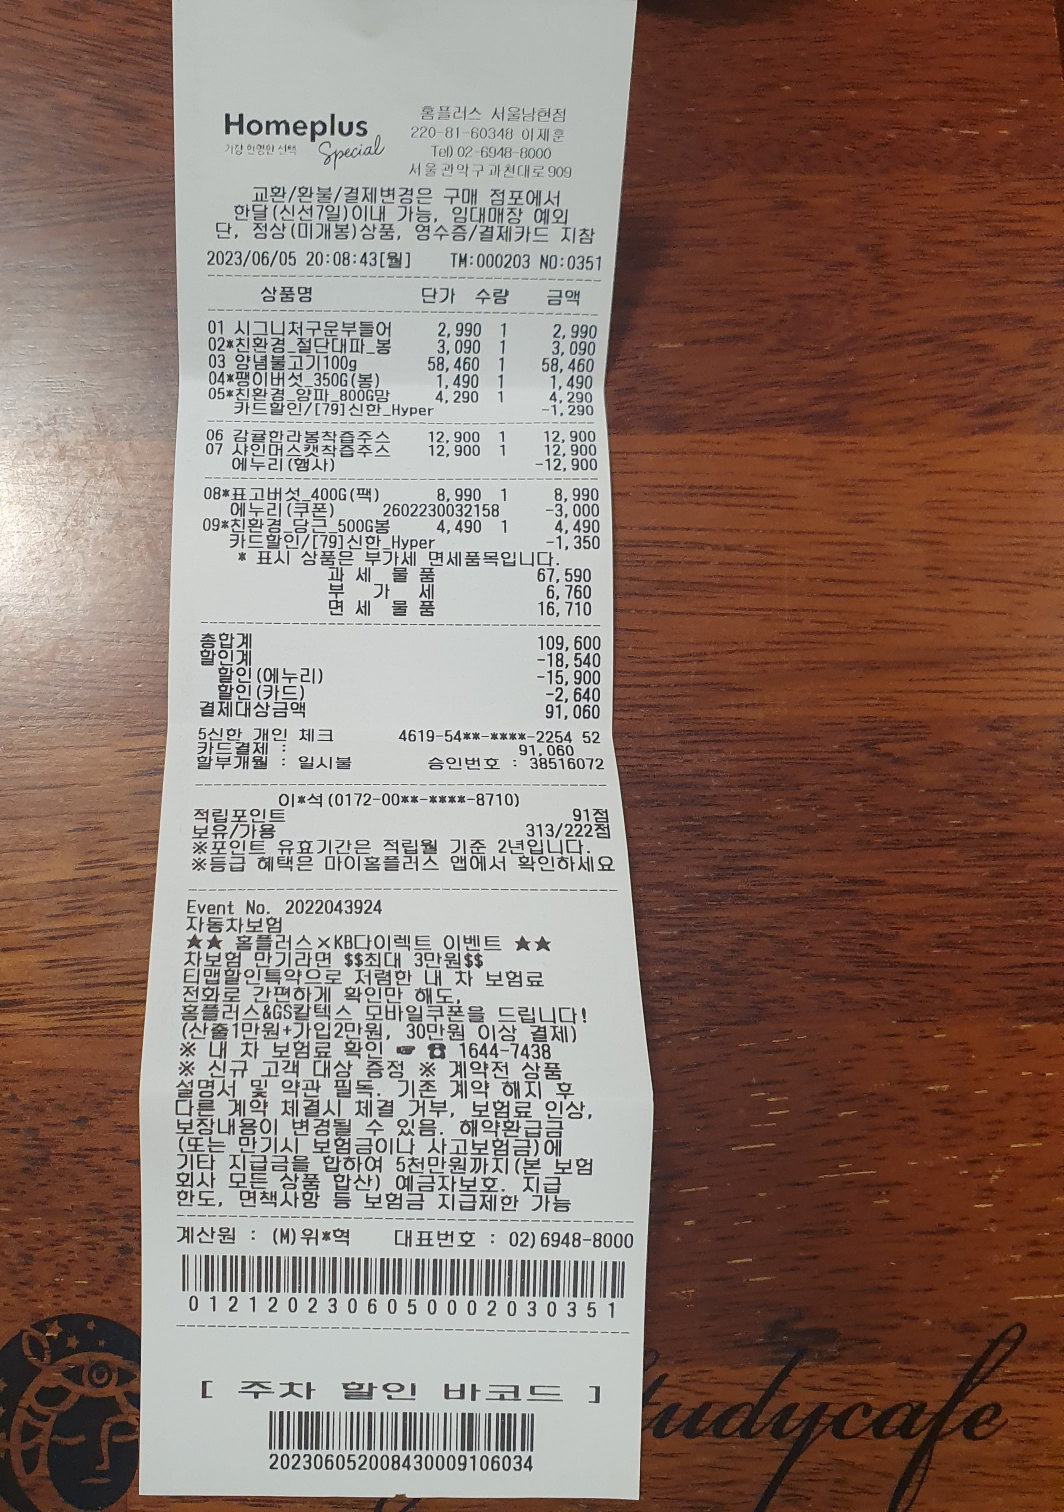 Homeplus
가장 현명한 선택 Special
홈플러스 서울남현점
220-81-60348 이제훈
Tel) 02-6948-8000
서울 관악구 과천대로 909
교환/환불/결제변경은 구매 점포에서
한달(신선7일)이내 가능, 임대매장 예외
단, 정상(미개봉)상품, 영수증/결제카드 지참
2023/06/05 20:08:43[월] TM:000203 NO:0351
상품명 단가 수량 금액
01 시그니처구운부들어 2,990 1 2,990
02*친환경_절단대파_봉 3,090 1 3,090
03 양념불고기100g 58,460 1 58,460
04*팽이버섯_350G(봉) 1,490 1 1,490
05*친환경_양파_800G망 4,290 1 4,290
카드할인/[79]신한_Hyper -1,290
06 감귤한라봉착즙주스 12,900 1 12,900
07 샤인머스캣착즙주스 12,900 1 12,900
에누리(행사) -12,900
08*표고버섯_400G(팩) 8,990 1 8,990
에누리(쿠폰) 2602230032158 -3,000
09*친환경_당근_500G봉 4,490 1 4,490
카드할인/[79]신한_Hyper -1,350
* 표시 상품은 부가세 면세품목입니다.
과 세 물 품 67,590
부 가 세 6,760
면 세 물 품 16,710
총합계 109,600
할인계 -18,540
할인(에누리) -15,900
할인(카드) -2,640
결제대상금액 91,060
5신한 개인 체크 4619-54**-****-2254 52
카드결제 : 91,060
할부개월 : 일시불 승인번호 : 38516072
이*석(0172-00**-****-8710)
적립포인트 91점
보유/가용 313/222점
※포인트 유효기간은 적립월 기준 2년입니다.
※등급 혜택은 마이홈플러스 앱에서 확인하세요
Event No. 2022043924
자동차보험
★★ 홈플러스×KB다이렉트 이벤트 ★★
차보험 만기라면 $$최대 3만원$$
티맵할인특약으로 저렴한 내 차 보험료
전화로 간편하게 확인만 해도,
홈플러스&GS칼텍스 모바일쿠폰을 드립니다!
(산출1만원+가입2만원, 30만원 이상 결제)
※ 내 차 보험료 확인 ☞ ☎ 1644-7438
※ 신규 고객 대상 증정 ※ 계약전 상품
설명서 및 약관 필독, 기존 계약 해지 후
다른 계약 체결시 체결 거부, 보험료 인상,
보장내용이 변경될 수 있음. 해약환급금
(또는 만기시 보험금이나 사고보험금)에
기타 지급금을 합하여 5천만원까지(본 보험
회사 모든 상품 합산) 예금자보호. 지급
한도, 면책사항 등 보험금 지급제한 가능
계산원 : (M)위*혁 대표번호 : 02)6948-8000
0121202306050002030351
[ 주차 할인 바코드 ]
202306052008430009106034
studycafe